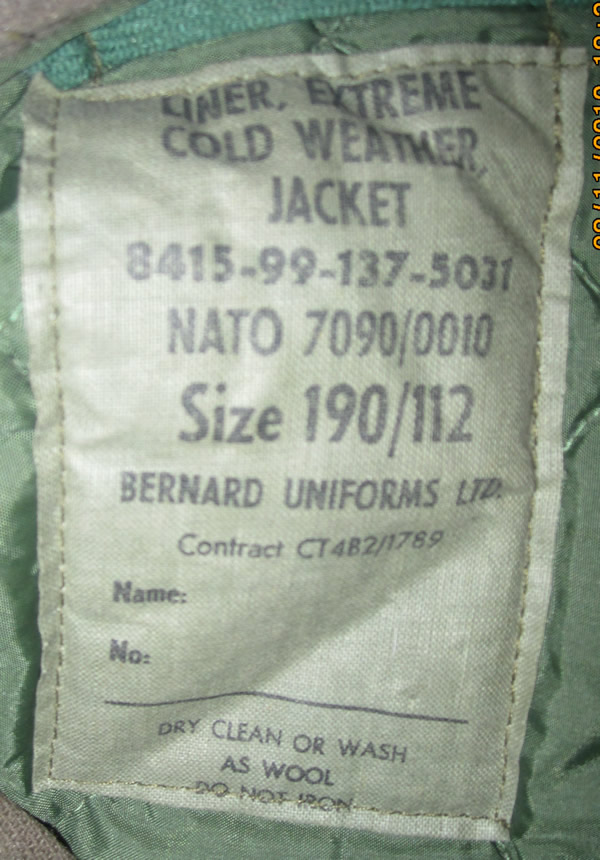 LINER, EXTREME
COLD WEATHER,
JACKET
8415-99-137-5031
NATO 7090/0010
Size 190/112
BERNARD UNIFORMS LTD.
Contract CT4B2/1789
Name:
No:
DRY CLEAN OR WASH
AS WOOL
DO NOT IRON